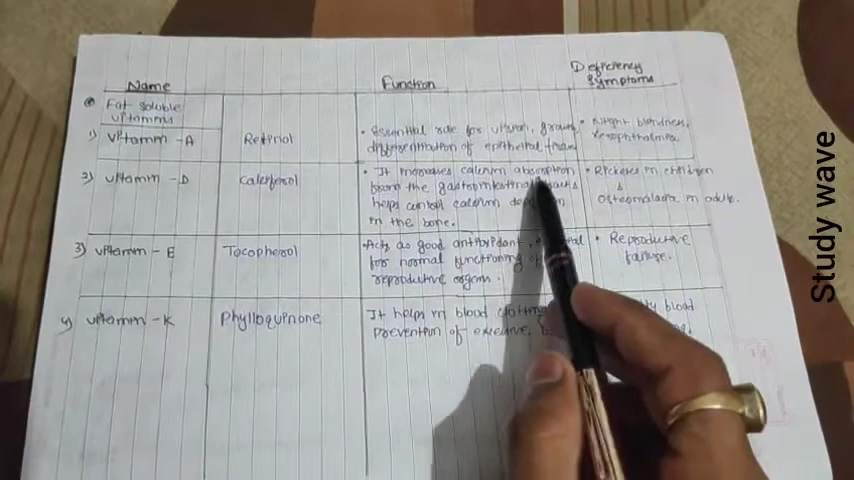 Name Function Deficiency
symptoms
Fat soluble
vitamins
1) vitamin -A Retinol • Essential role for vision, growth,
differentiation of epithelial • Night blindness,
xerophthalmia.
2) vitamin -D Calciferol • It increases calcium absorption
from the gastrointestinal
helps control calcium
in the bone. • Rickets in children
&
Osteomalacia in adult.
3) vitamin - E Tocopherol • Acts as good antioxidant,
for normal functioning of
reproductive organs. • Reproductive
failure.
4) vitamin -K Phylloquinone It helps in blood clotting
prevention of excessive blood
Study wave